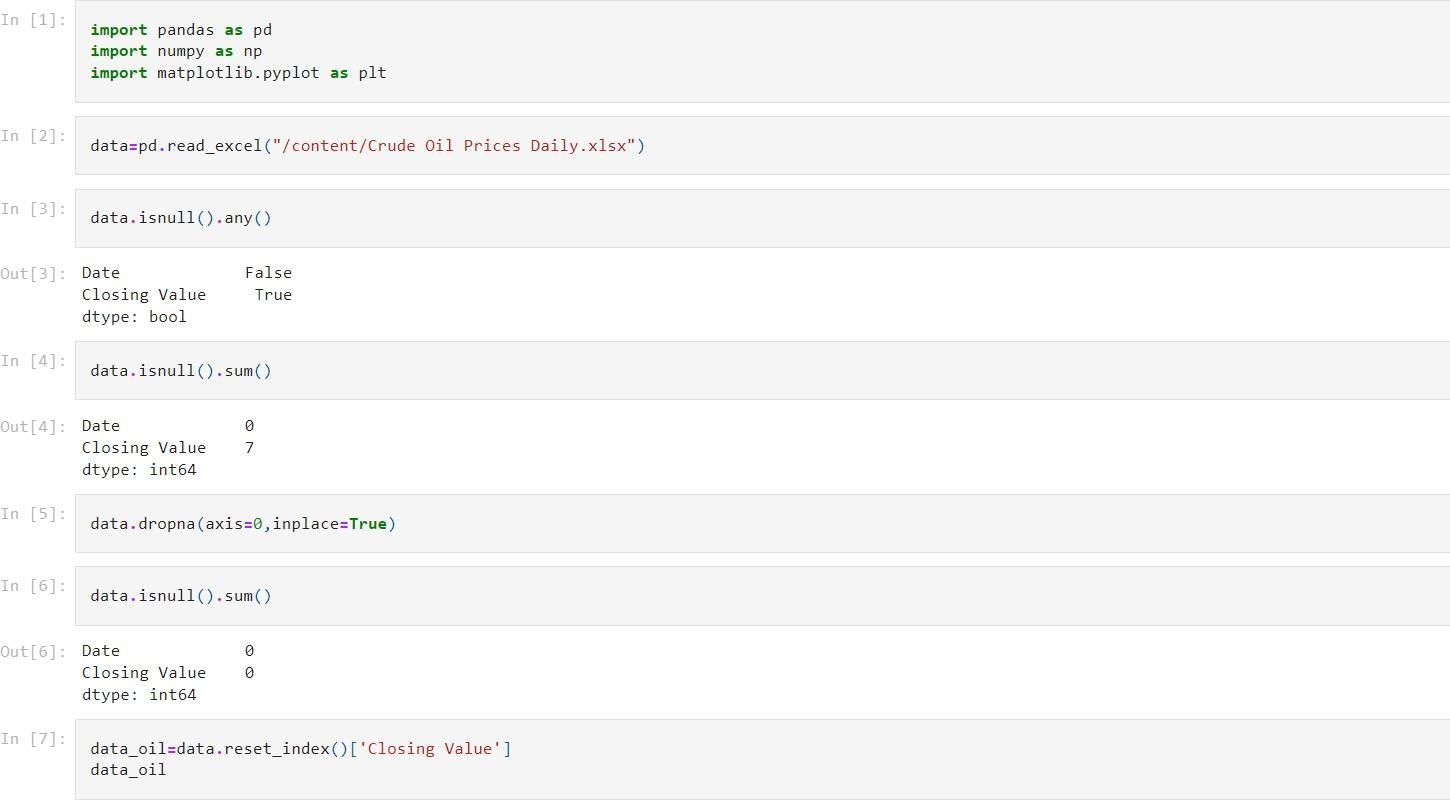 In [1]:
import pandas as pd
import numpy as np
import matplotlib.pyplot as plt
In [2]:
data=pd.read_excel("/content/Crude Oil Prices Daily.xlsx")
In [3]:
data.isnull().any()
Out[3]:
Date False
Closing Value True
dtype: bool
In [4]:
data.isnull().sum()
Out[4]:
Date 0
Closing Value 7
dtype: int64
In [5]:
data.dropna(axis=0,inplace=True)
In [6]:
data.isnull().sum()
Out[6]:
Date 0
Closing Value 0
dtype: int64
In [7]:
data_oil=data.reset_index()['Closing Value']
data_oil